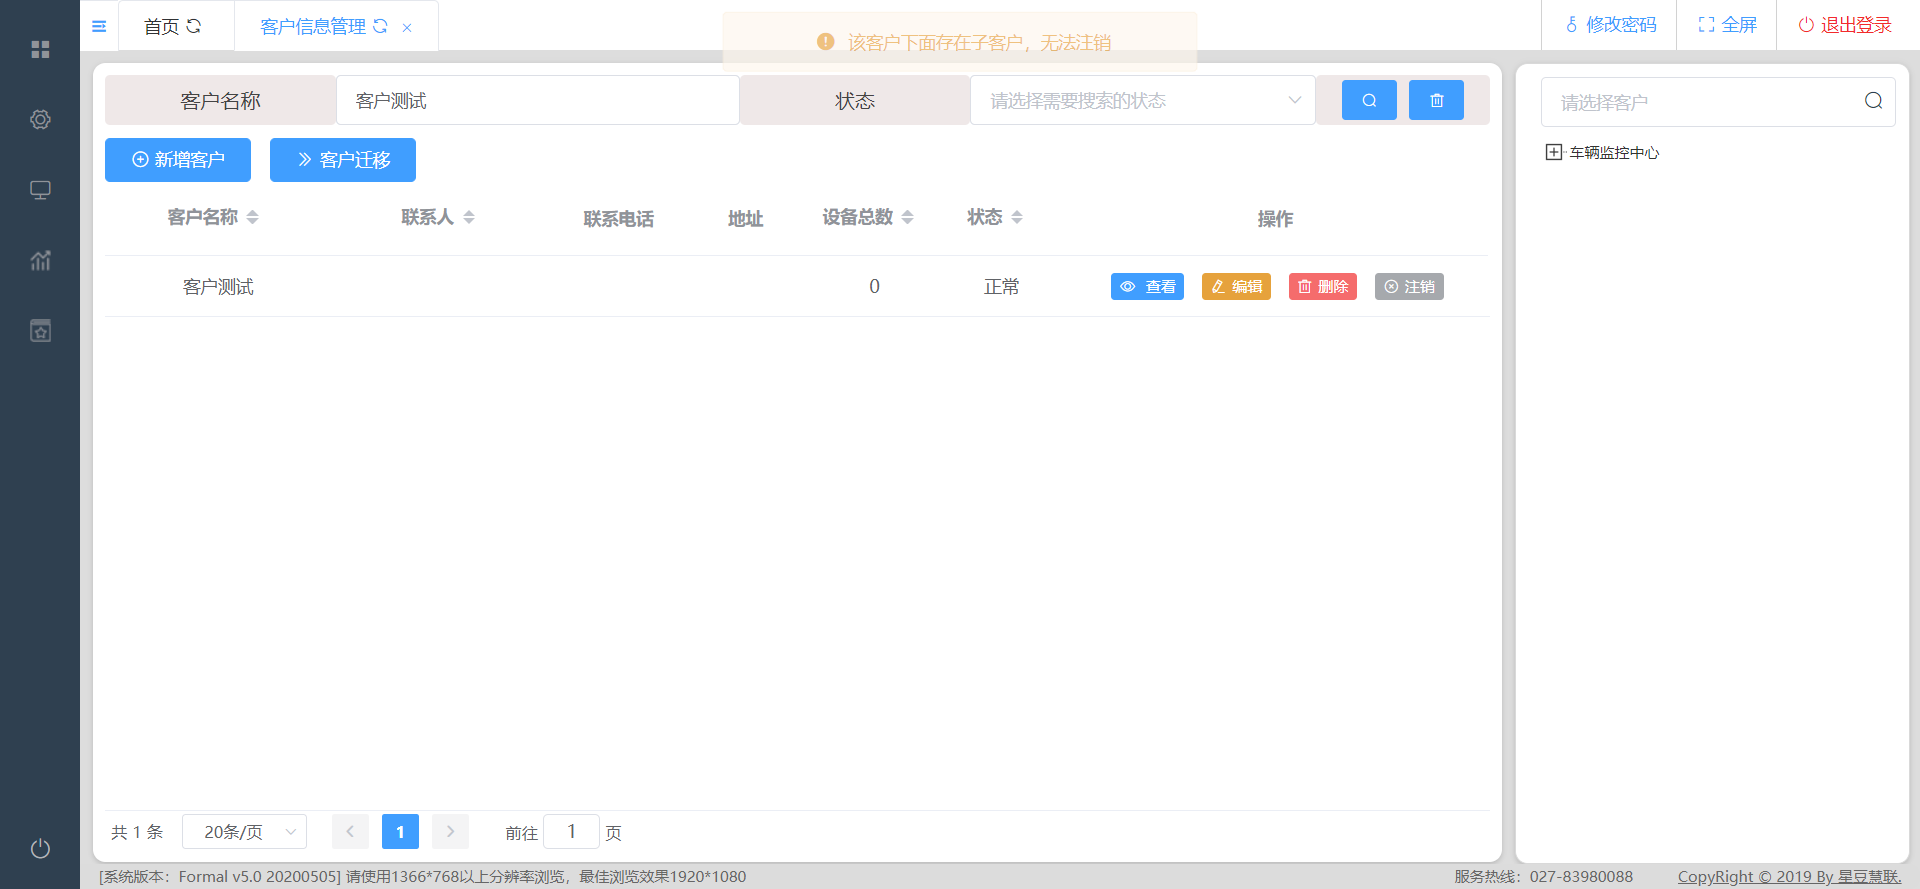 首页
客户信息管理
该客户下面存在子客户，无法注销
修改密码
全屏
退出登录
客户名称
客户测试
状态
请选择需要搜索的状态
请选择客户
新增客户
客户迁移
车辆监控中心
客户名称 联系人 联系电话 地址 设备总数 状态 操作
客户测试 0 正常 查看 编辑 删除 注销
共 1 条 20条/页 1 前往 1 页
[系统版本：Formal v5.0 20200505] 请使用1366*768以上分辨率浏览，最佳浏览效果1920*1080
服务热线：027-83980088
CopyRight © 2019 By 星豆慧联.